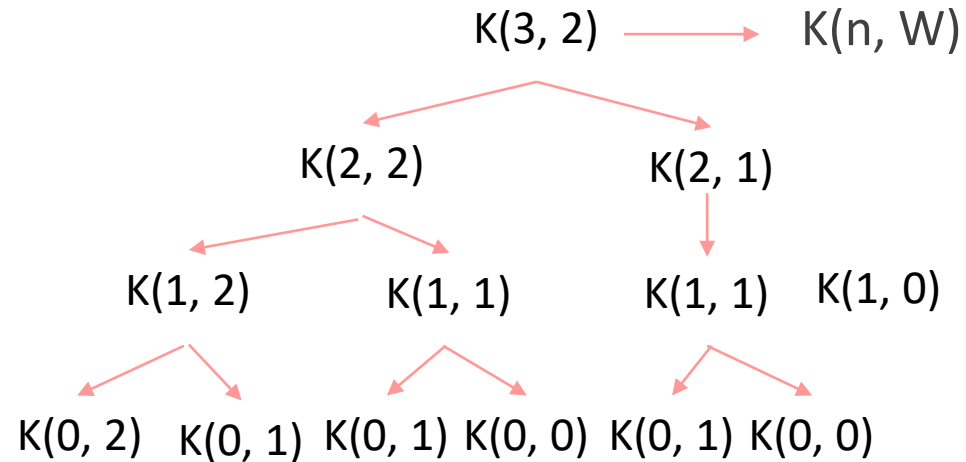 K(3, 2) K(n, W)
K(2, 2) K(2, 1)
K(1, 2) K(1, 1) K(1, 1) K(1, 0)
K(0, 2) K(0, 1) K(0, 1) K(0, 0) K(0, 1) K(0, 0)